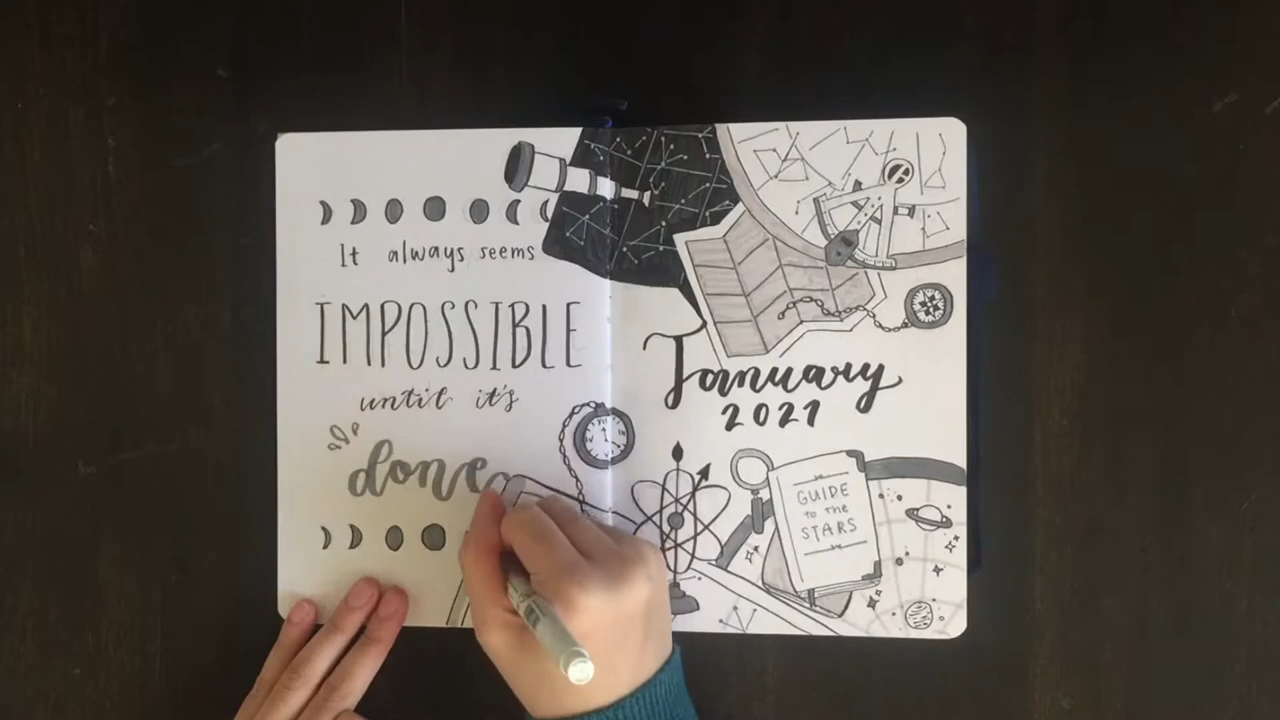 It always seems
IMPOSSIBLE
until it's
done
January
2021
GUIDE
to the
STARS